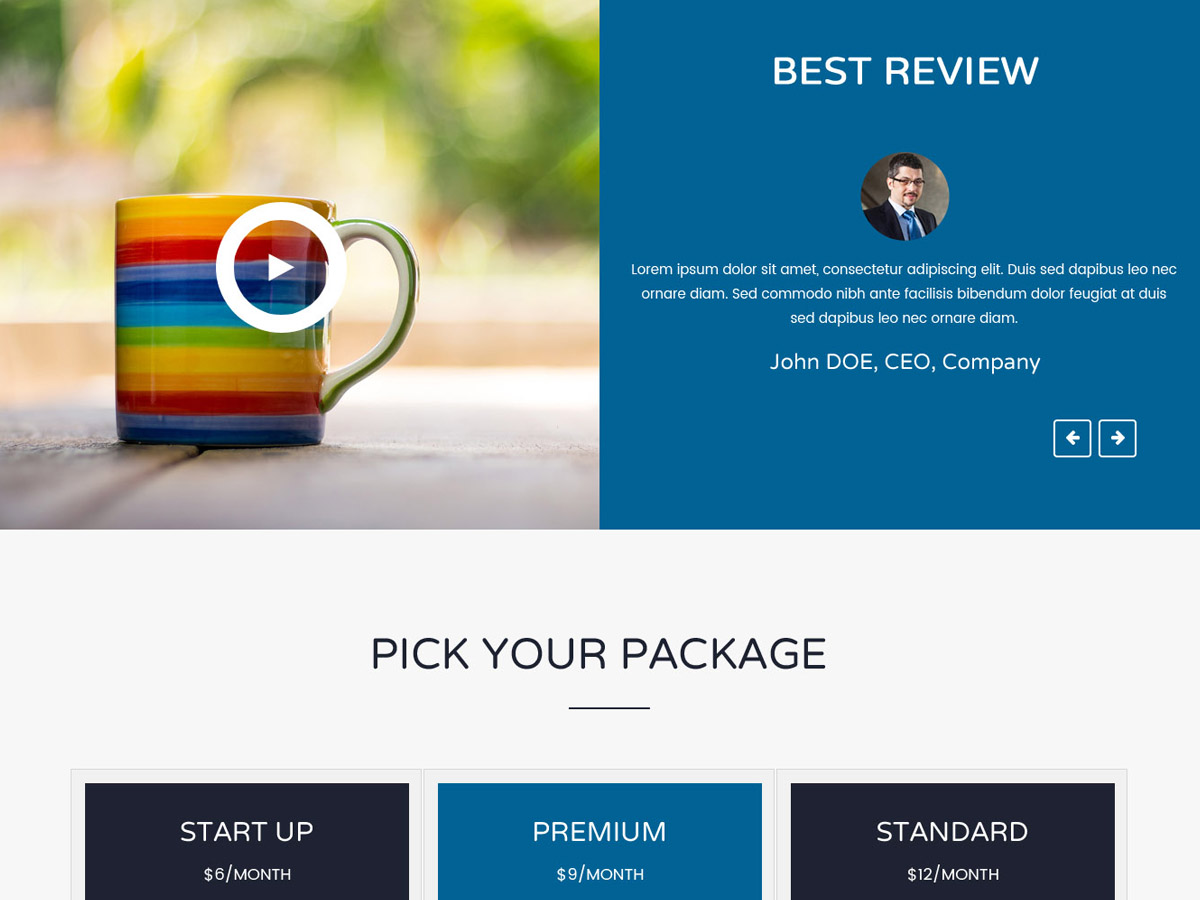 BEST REVIEW
Lorem ipsum dolor sit amet, consectetur adipiscing elit. Duis sed dapibus leo nec
ornare diam. Sed commodo nibh ante facilisis bibendum dolor feugiat at duis
sed dapibus leo nec ornare diam.
John DOE, CEO, Company
PICK YOUR PACKAGE
START UP
$6/MONTH
PREMIUM
$9/MONTH
STANDARD
$12/MONTH